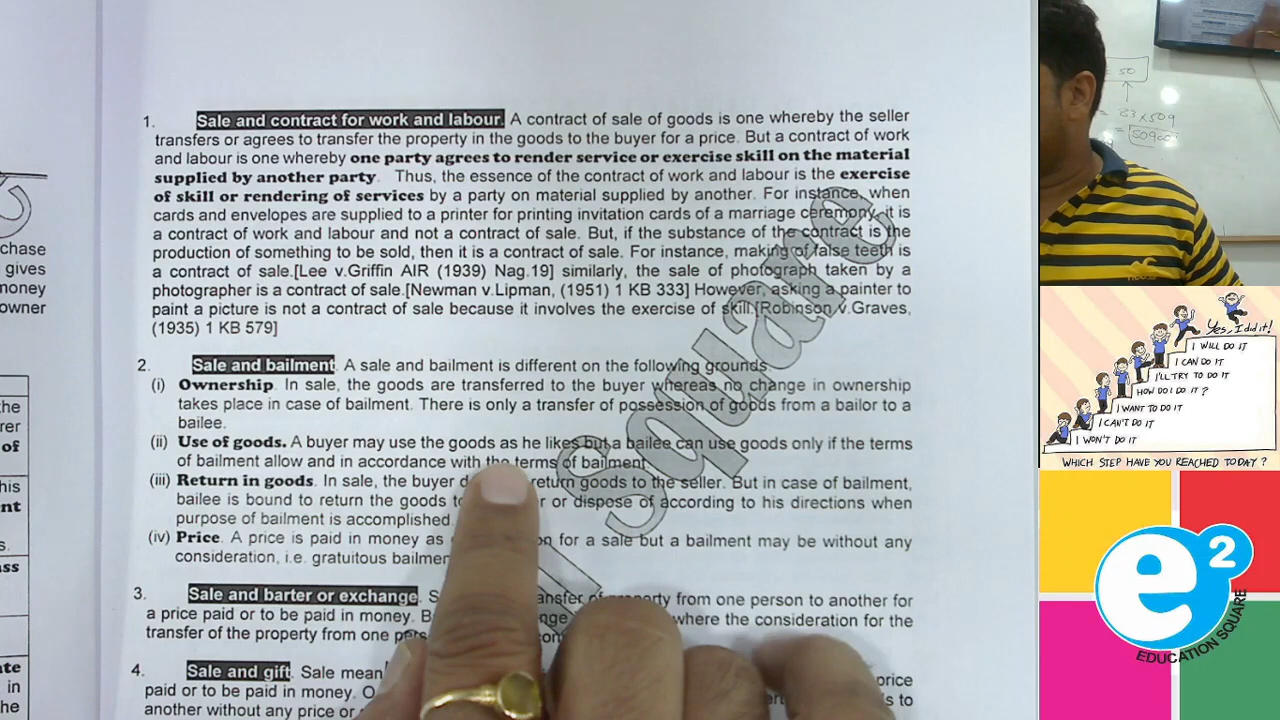 1. Sale and contract for work and labour. A contract of sale of goods is one whereby the seller
transfers or agrees to transfer the property in the goods to the buyer for a price. But a contract of work
and labour is one whereby one party agrees to render service or exercise skill on the material
supplied by another party. Thus, the essence of the contract of work and labour is the exercise
of skill or rendering of services by a party on material supplied by another. For instance, when
cards and envelopes are supplied to a printer for printing invitation cards of a marriage ceremony, it is
a contract of work and labour and not a contract of sale. But, if the substance of the contract is the
production of something to be sold, then it is a contract of sale. For instance, making of false teeth is
a contract of sale.[Lee v.Griffin AIR (1939) Nag.19] similarly, the sale of photograph taken by a
photographer is a contract of sale.[Newman v.Lipman, (1951) 1 KB 333] However, asking a painter to
paint a picture is not a contract of sale because it involves the exercise of skill.[Robinson v.Graves,
(1935) 1 KB 579]
2. Sale and bailment. A sale and bailment is different on the following grounds.
(i) Ownership. In sale, the goods are transferred to the buyer whereas no change in ownership
takes place in case of bailment. There is only a transfer of possession of goods from a bailor to a
bailee.
(ii) Use of goods. A buyer may use the goods as he likes but a bailee can use goods only if the terms
of bailment allow and in accordance with the terms of bailment
(iii) Return in goods. In sale, the buyer return goods to the seller. But in case of bailment,
bailee is bound to return the goods to or dispose of according to his directions when
purpose of bailment is accomplished.
(iv) Price. A price is paid in money as for a sale but a bailment may be without any
consideration, i.e. gratuitous
3. Sale and barter or exchange. from one person to another for
a price paid or to be paid in money. where the consideration for the
transfer of the property from one
4. Sale and gift. Sale price
paid or to be paid in money. to
another without any price or
chase
gives
money
owner
the
rer
of
his
ent
s.
ass
ate
in
he
50
Square
Yes, I did it!
I WILL DO IT
I CAN DO IT
I'LL TRY TO DO IT
HOW DO I DO IT?
I WANT TO DO IT
I CAN'T DO IT
I WON'T DO IT
WHICH STEP HAVE YOU REACHED TODAY?
e2
EDUCATION SQUARE